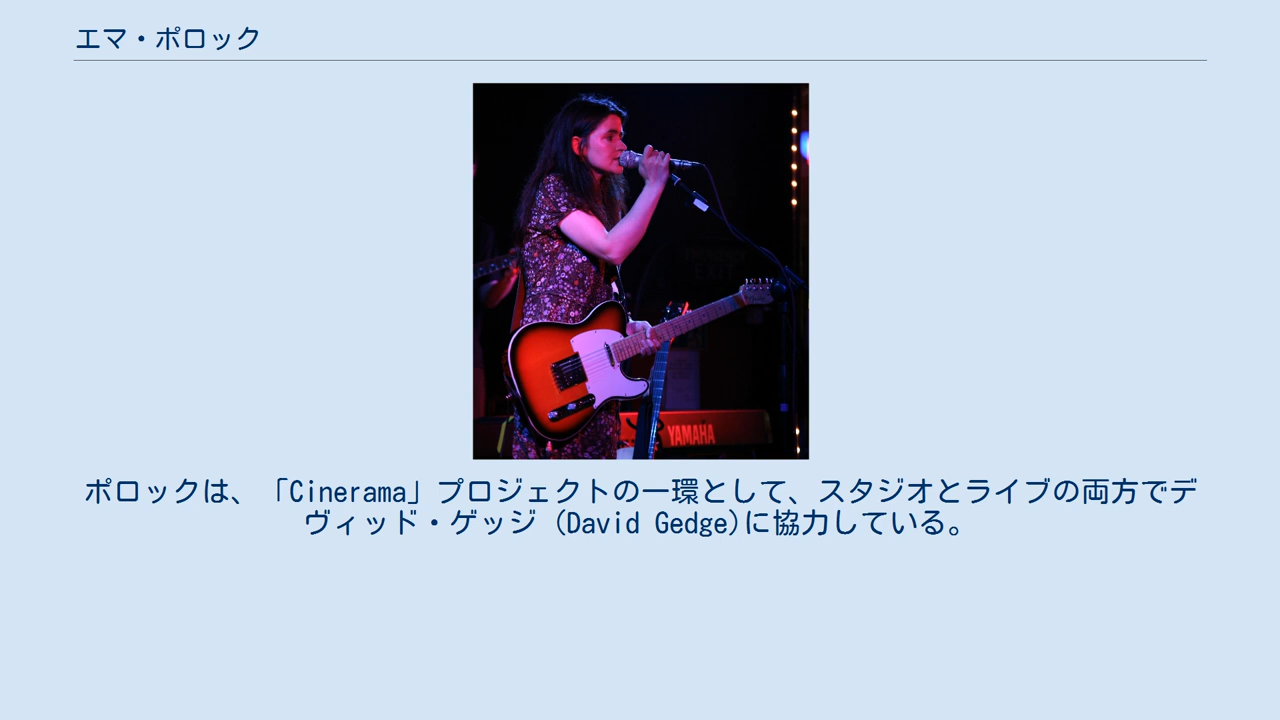 エマ・ポロック
YAMAHA
ポロックは、「Cinerama」プロジェクトの一環として、スタジオとライブの両方でデ
ヴィッド・ゲッジ (David Gedge)に協力している。